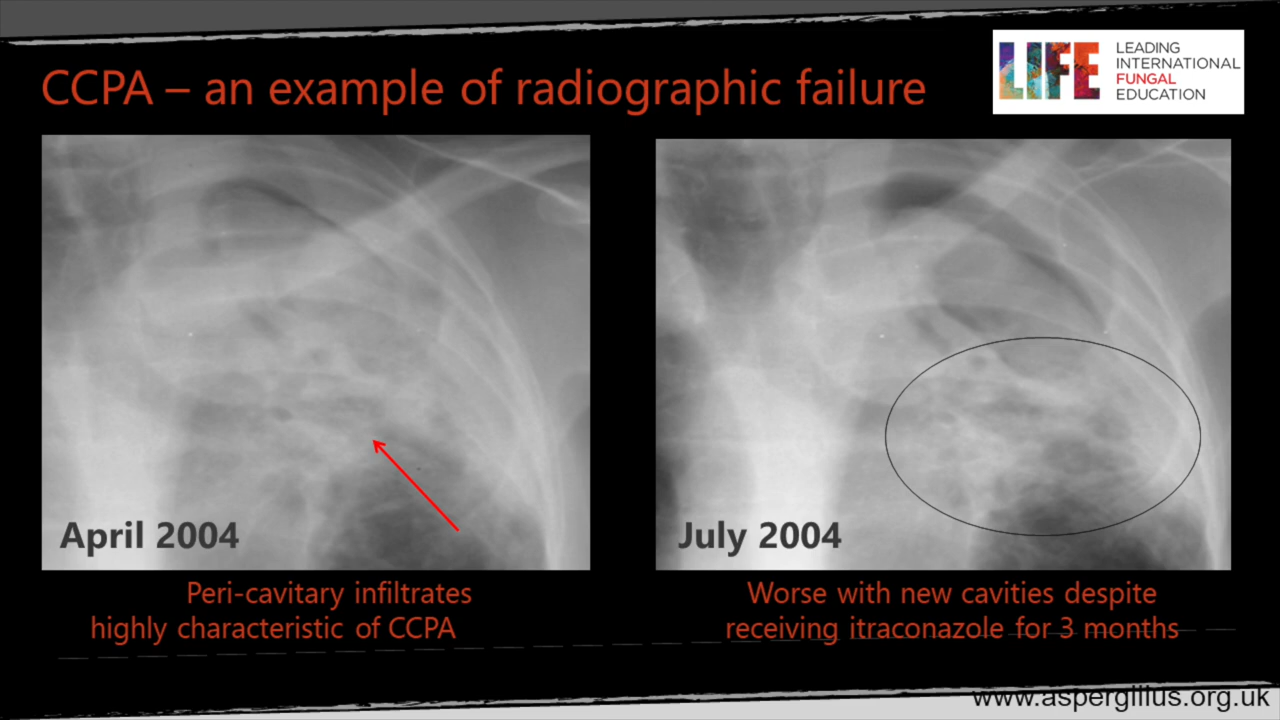 CCPA – an example of radiographic failure
LIFE
LEADING
INTERNATIONAL
FUNGAL
EDUCATION
April 2004
July 2004
Peri-cavitary infiltrates
highly characteristic of CCPA
Worse with new cavities despite
receiving itraconazole for 3 months
www.aspergillus.org.uk